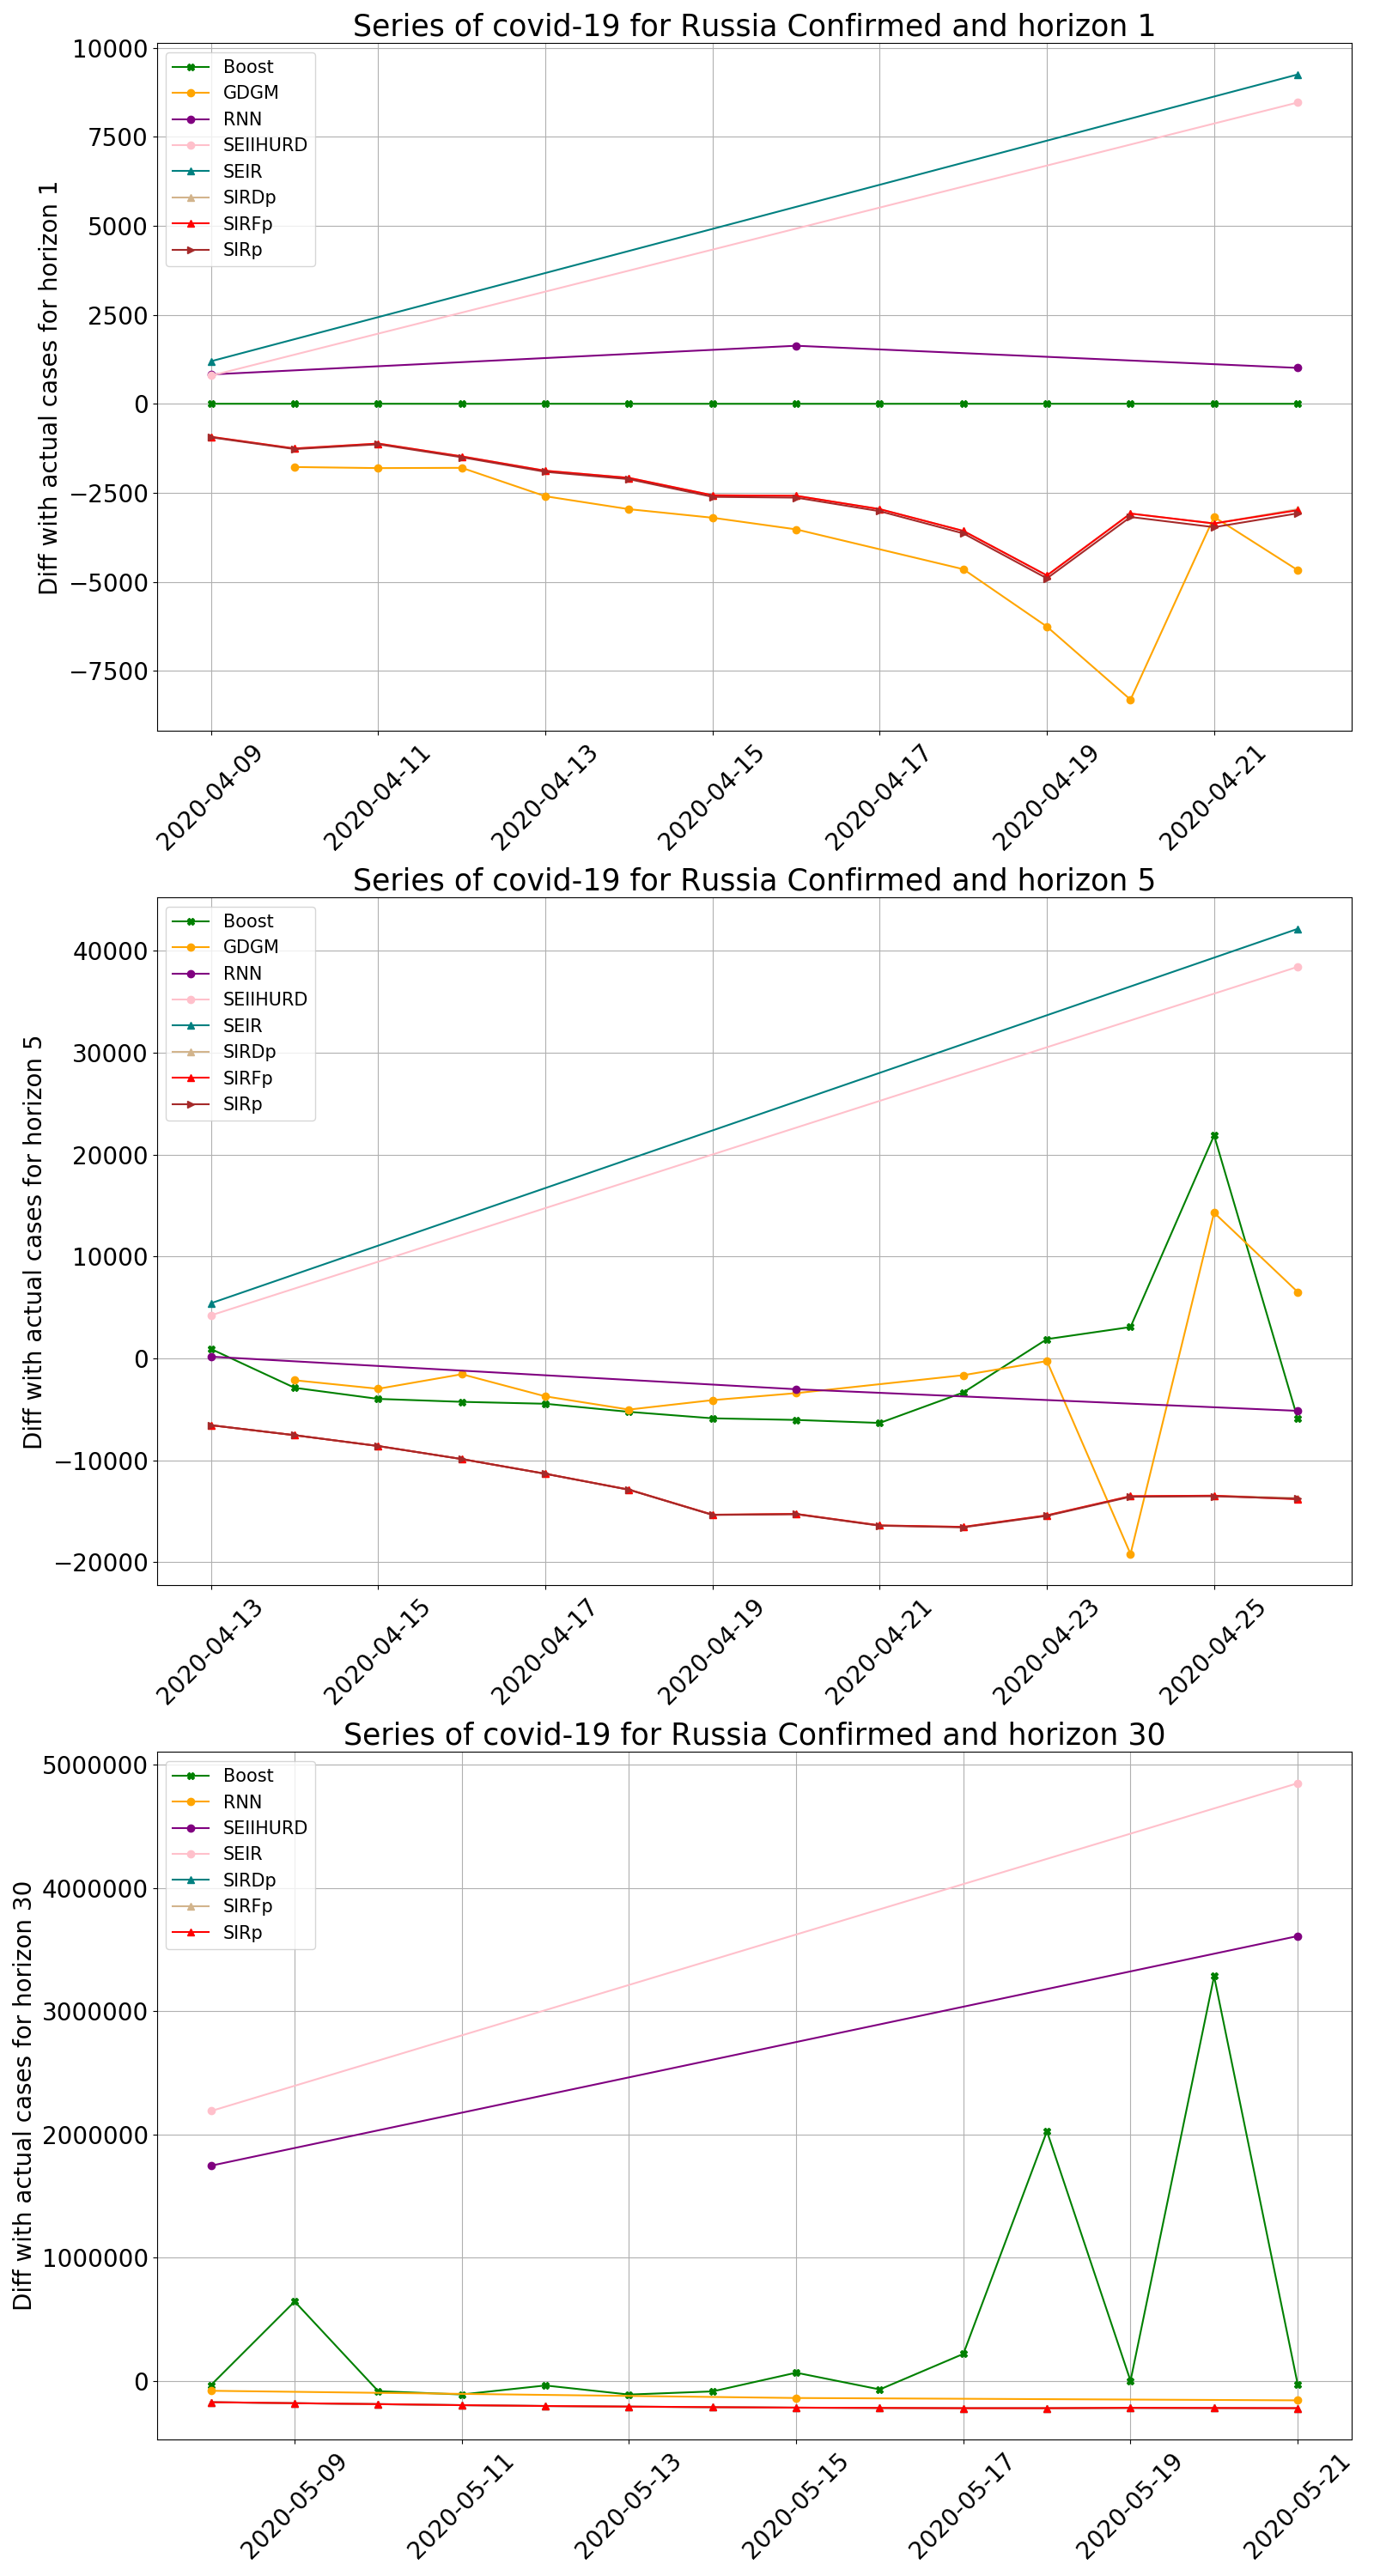 Series of covid-19 for Russia Confirmed and horizon 1
Diff with actual cases for horizon 1
10000
7500
5000
2500
0
−2500
−5000
−7500
Boost
GDGM
RNN
SEIIHURD
SEIR
SIRDp
SIRFp
SIRp
2020-04-09
2020-04-11
2020-04-13
2020-04-15
2020-04-17
2020-04-19
2020-04-21
Series of covid-19 for Russia Confirmed and horizon 5
Diff with actual cases for horizon 5
40000
30000
20000
10000
0
−10000
−20000
Boost
GDGM
RNN
SEIIHURD
SEIR
SIRDp
SIRFp
SIRp
2020-04-13
2020-04-15
2020-04-17
2020-04-19
2020-04-21
2020-04-23
2020-04-25
Series of covid-19 for Russia Confirmed and horizon 30
Diff with actual cases for horizon 30
5000000
4000000
3000000
2000000
1000000
0
Boost
RNN
SEIIHURD
SEIR
SIRDp
SIRFp
SIRp
2020-05-09
2020-05-11
2020-05-13
2020-05-15
2020-05-17
2020-05-19
2020-05-21